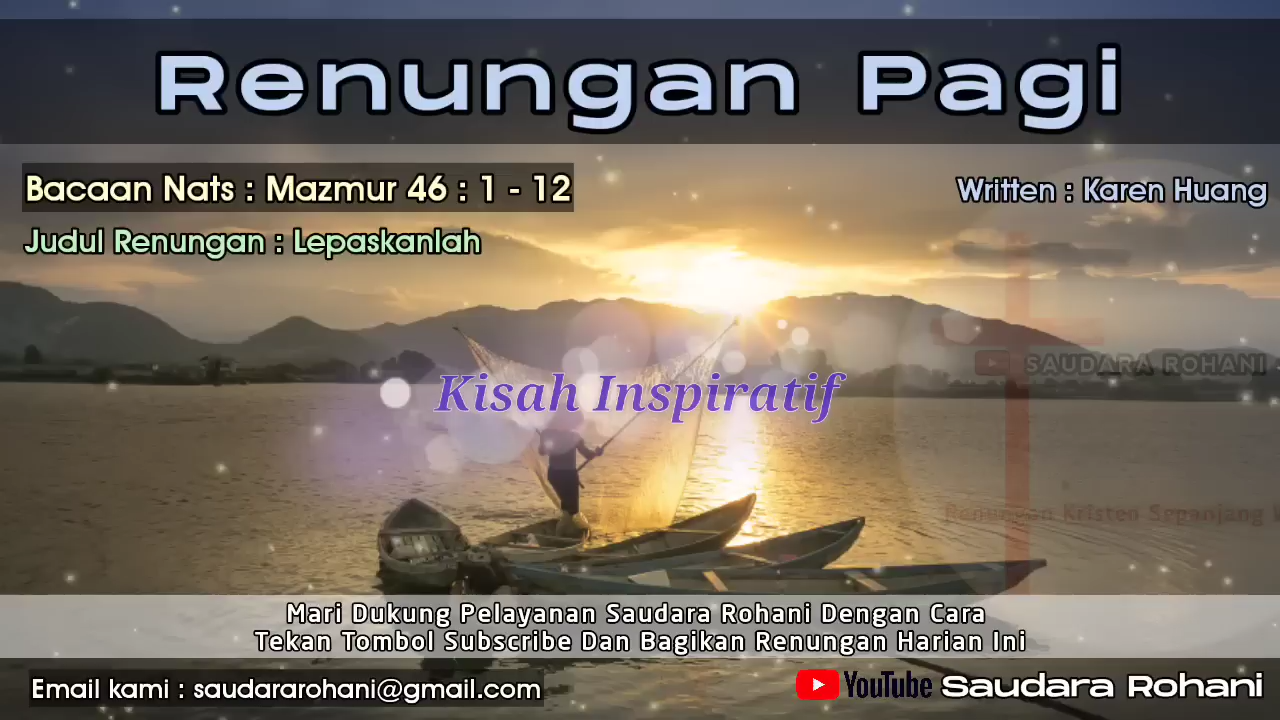 Renungan Pagi
Bacaan Nats : Mazmur 46 : 1 - 12
Written : Karen Huang
Judul Renungan : Lepaskanlah
SAUDARA ROHANI
Kisah Inspiratif
Renungan Kristen Sepanjang
Mari Dukung Pelayanan Saudara Rohani Dengan Cara
Tekan Tombol Subscribe Dan Bagikan Renungan Harian Ini
Email kami : saudararohani@gmail.com
YouTube Saudara Rohani